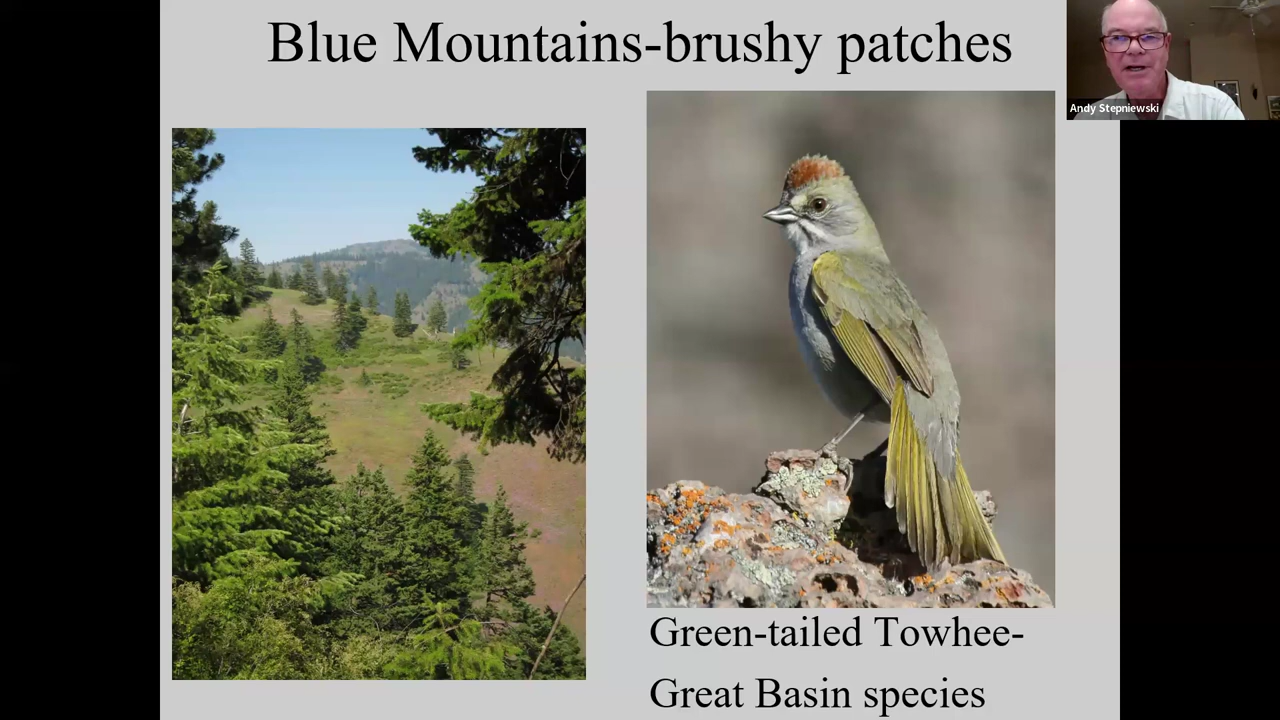 Blue Mountains-brushy patches
Andy Stepniewski
Green-tailed Towhee-
Great Basin species